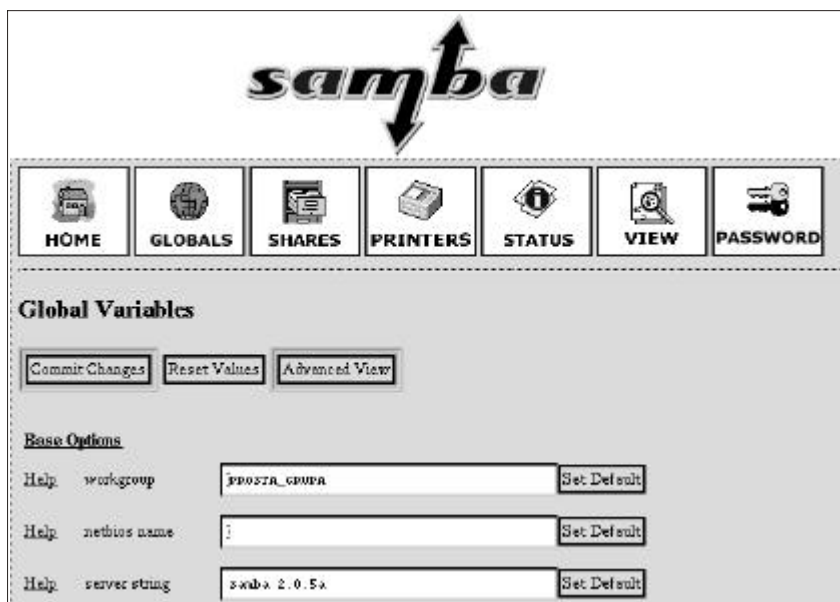 samba
HOME GLOBALS SHARES PRINTERS STATUS VIEW PASSWORD
Global Variables
Commit Changes Reset Values Advanced View
Base Options
Help workgroup PROSTA_GRUPA Set Default
Help netbios name Set Default
Help server string samba 2.0.5a Set Default